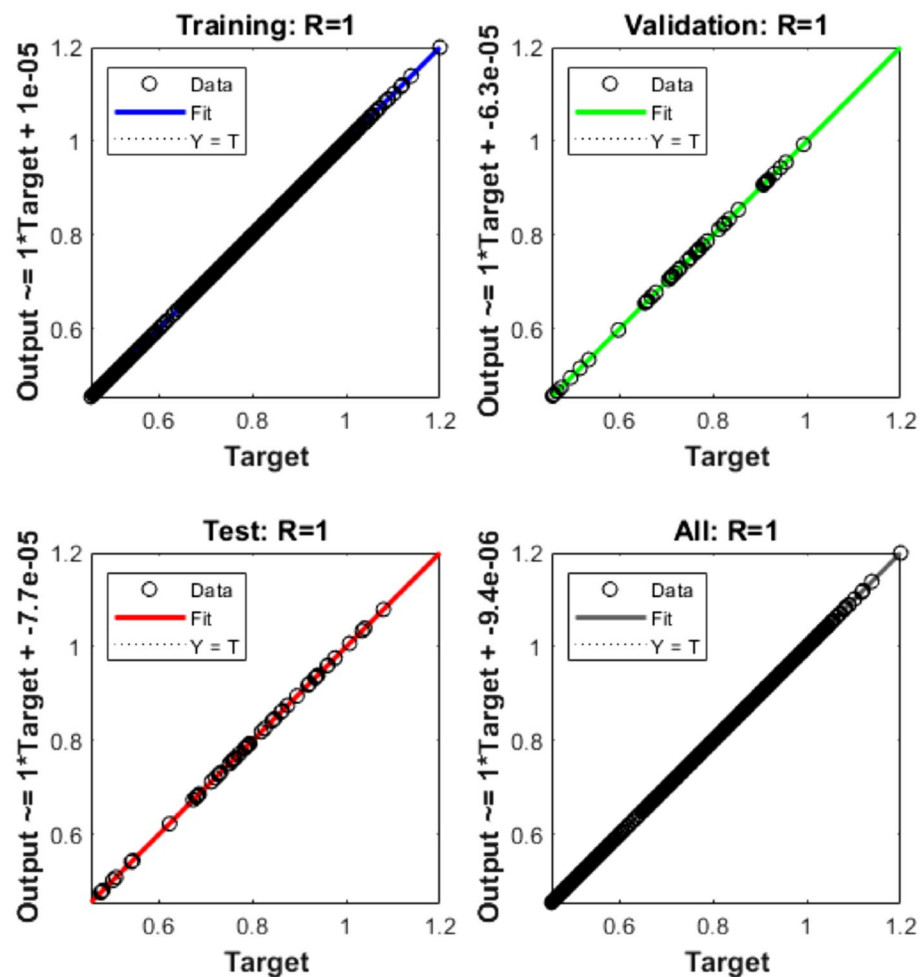 Training: R=1
Output ~= 1*Target + 1e-05
1.2
1
0.8
0.6
Data
Fit
Y = T
0.6
0.8
1
1.2
Target
Validation: R=1
Output ~= 1*Target + -6.3e-05
1.2
1
0.8
0.6
Data
Fit
Y = T
0.6
0.8
1
1.2
Target
Test: R=1
Output ~= 1*Target + -7.7e-05
1.2
1
0.8
0.6
Data
Fit
Y = T
0.6
0.8
1
1.2
Target
All: R=1
Output ~= 1*Target + -9.4e-06
1.2
1
0.8
0.6
Data
Fit
Y = T
0.6
0.8
1
1.2
Target